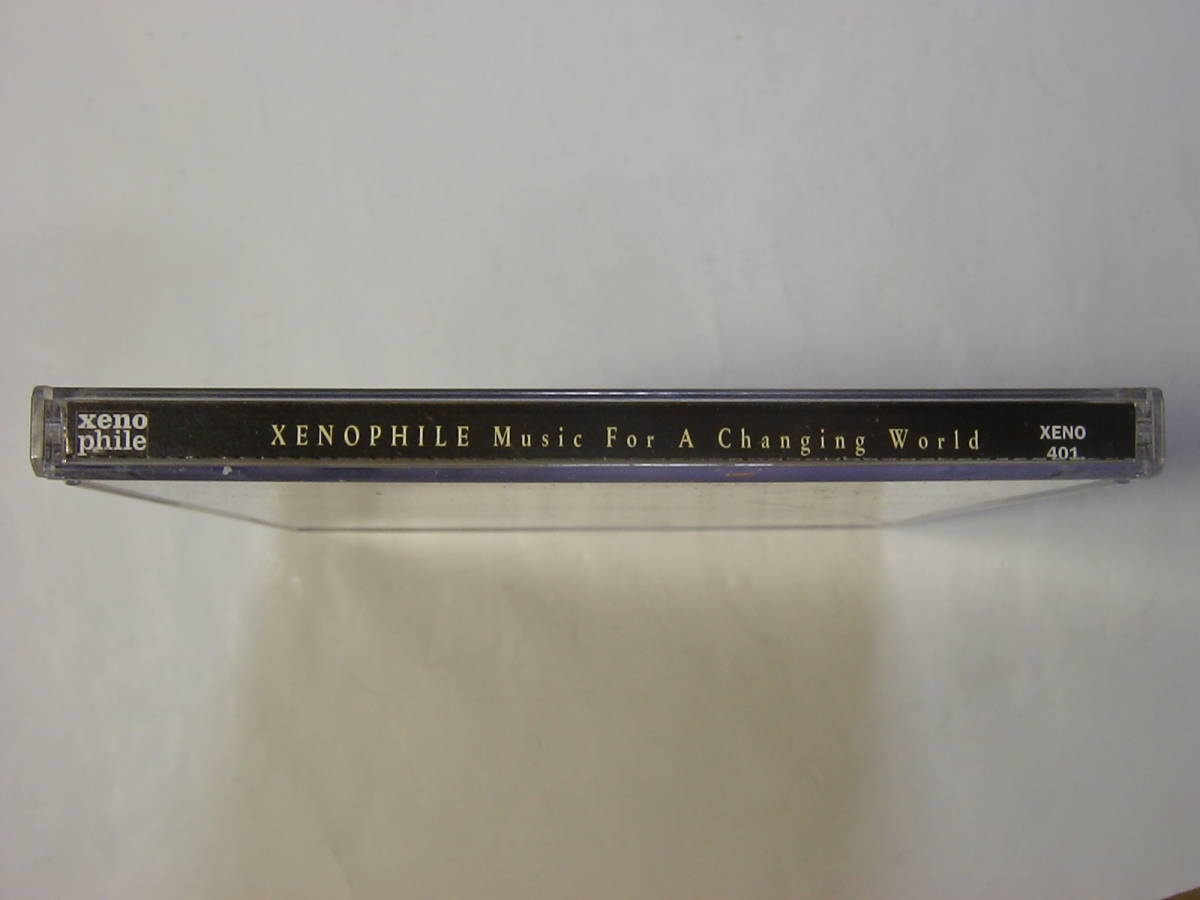 xeno
phile
XENOPHILE Music For A Changing World
XENO
401